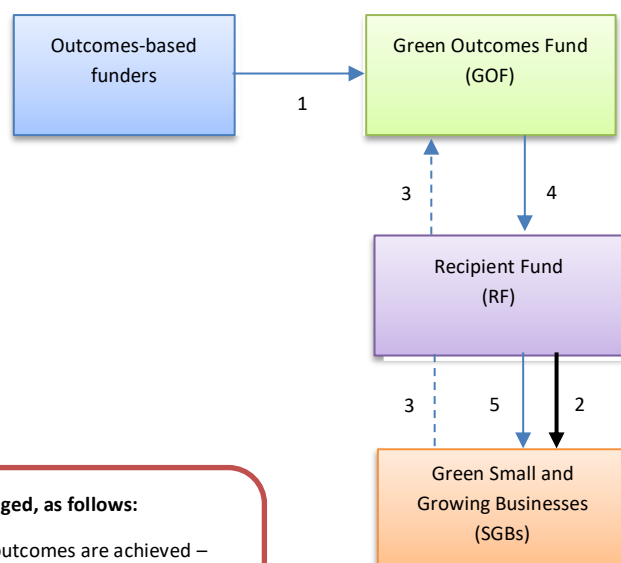 Outcomes-based
funders
Green Outcomes Fund
(GOF)
1
3
4
Recipient Fund
(RF)
3
5
2
Green Small and
Growing Businesses
(SGBs)
ged, as follows:
outcomes are achieved –